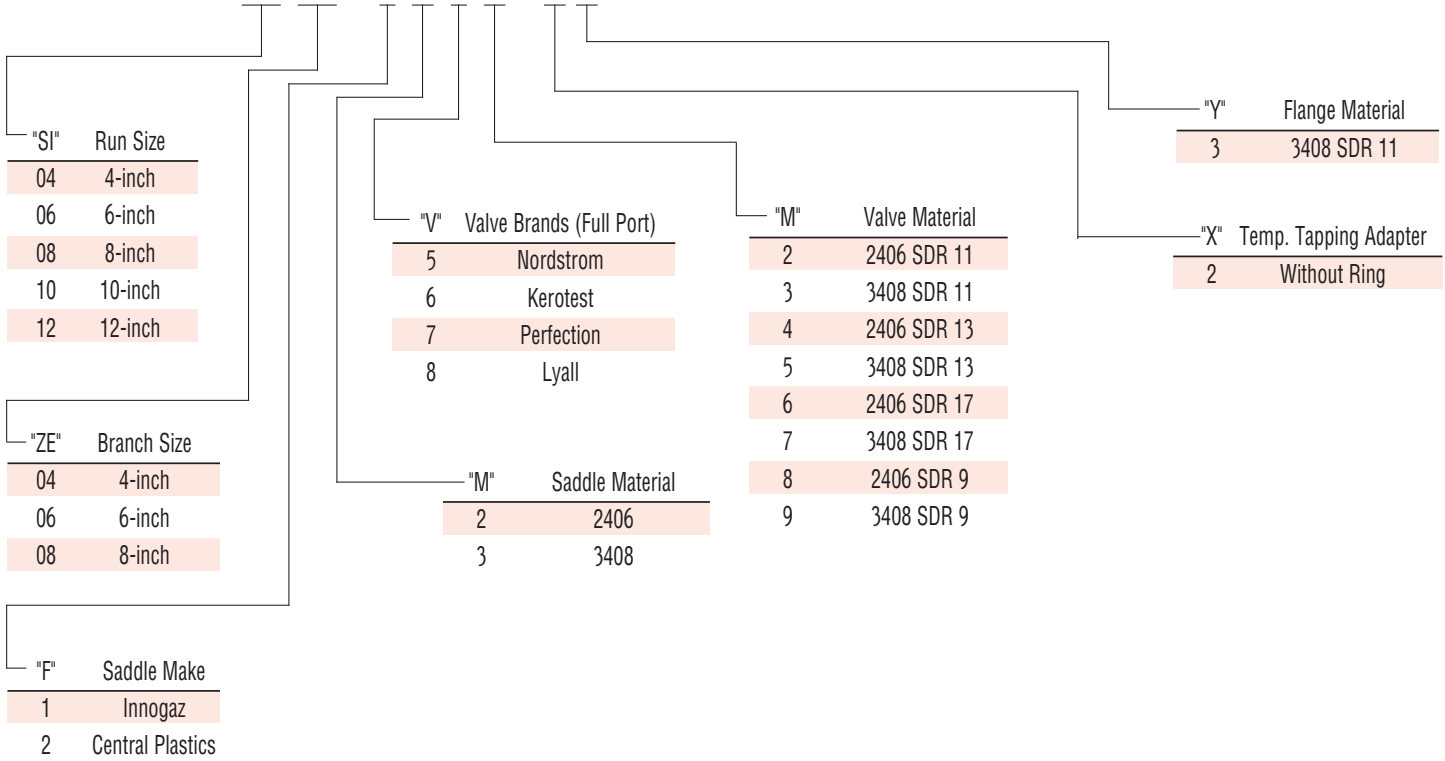 "SI" Run Size
04 4-inch
06 6-inch
08 8-inch
10 10-inch
12 12-inch
"ZE" Branch Size
04 4-inch
06 6-inch
08 8-inch
"F" Saddle Make
1 Innogaz
2 Central Plastics
"V" Valve Brands (Full Port)
5 Nordstrom
6 Kerotest
7 Perfection
8 Lyall
"M" Saddle Material
2 2406
3 3408
"M" Valve Material
2 2406 SDR 11
3 3408 SDR 11
4 2406 SDR 13
5 3408 SDR 13
6 2406 SDR 17
7 3408 SDR 17
8 2406 SDR 9
9 3408 SDR 9
"Y" Flange Material
3 3408 SDR 11
"X" Temp. Tapping Adapter
2 Without Ring